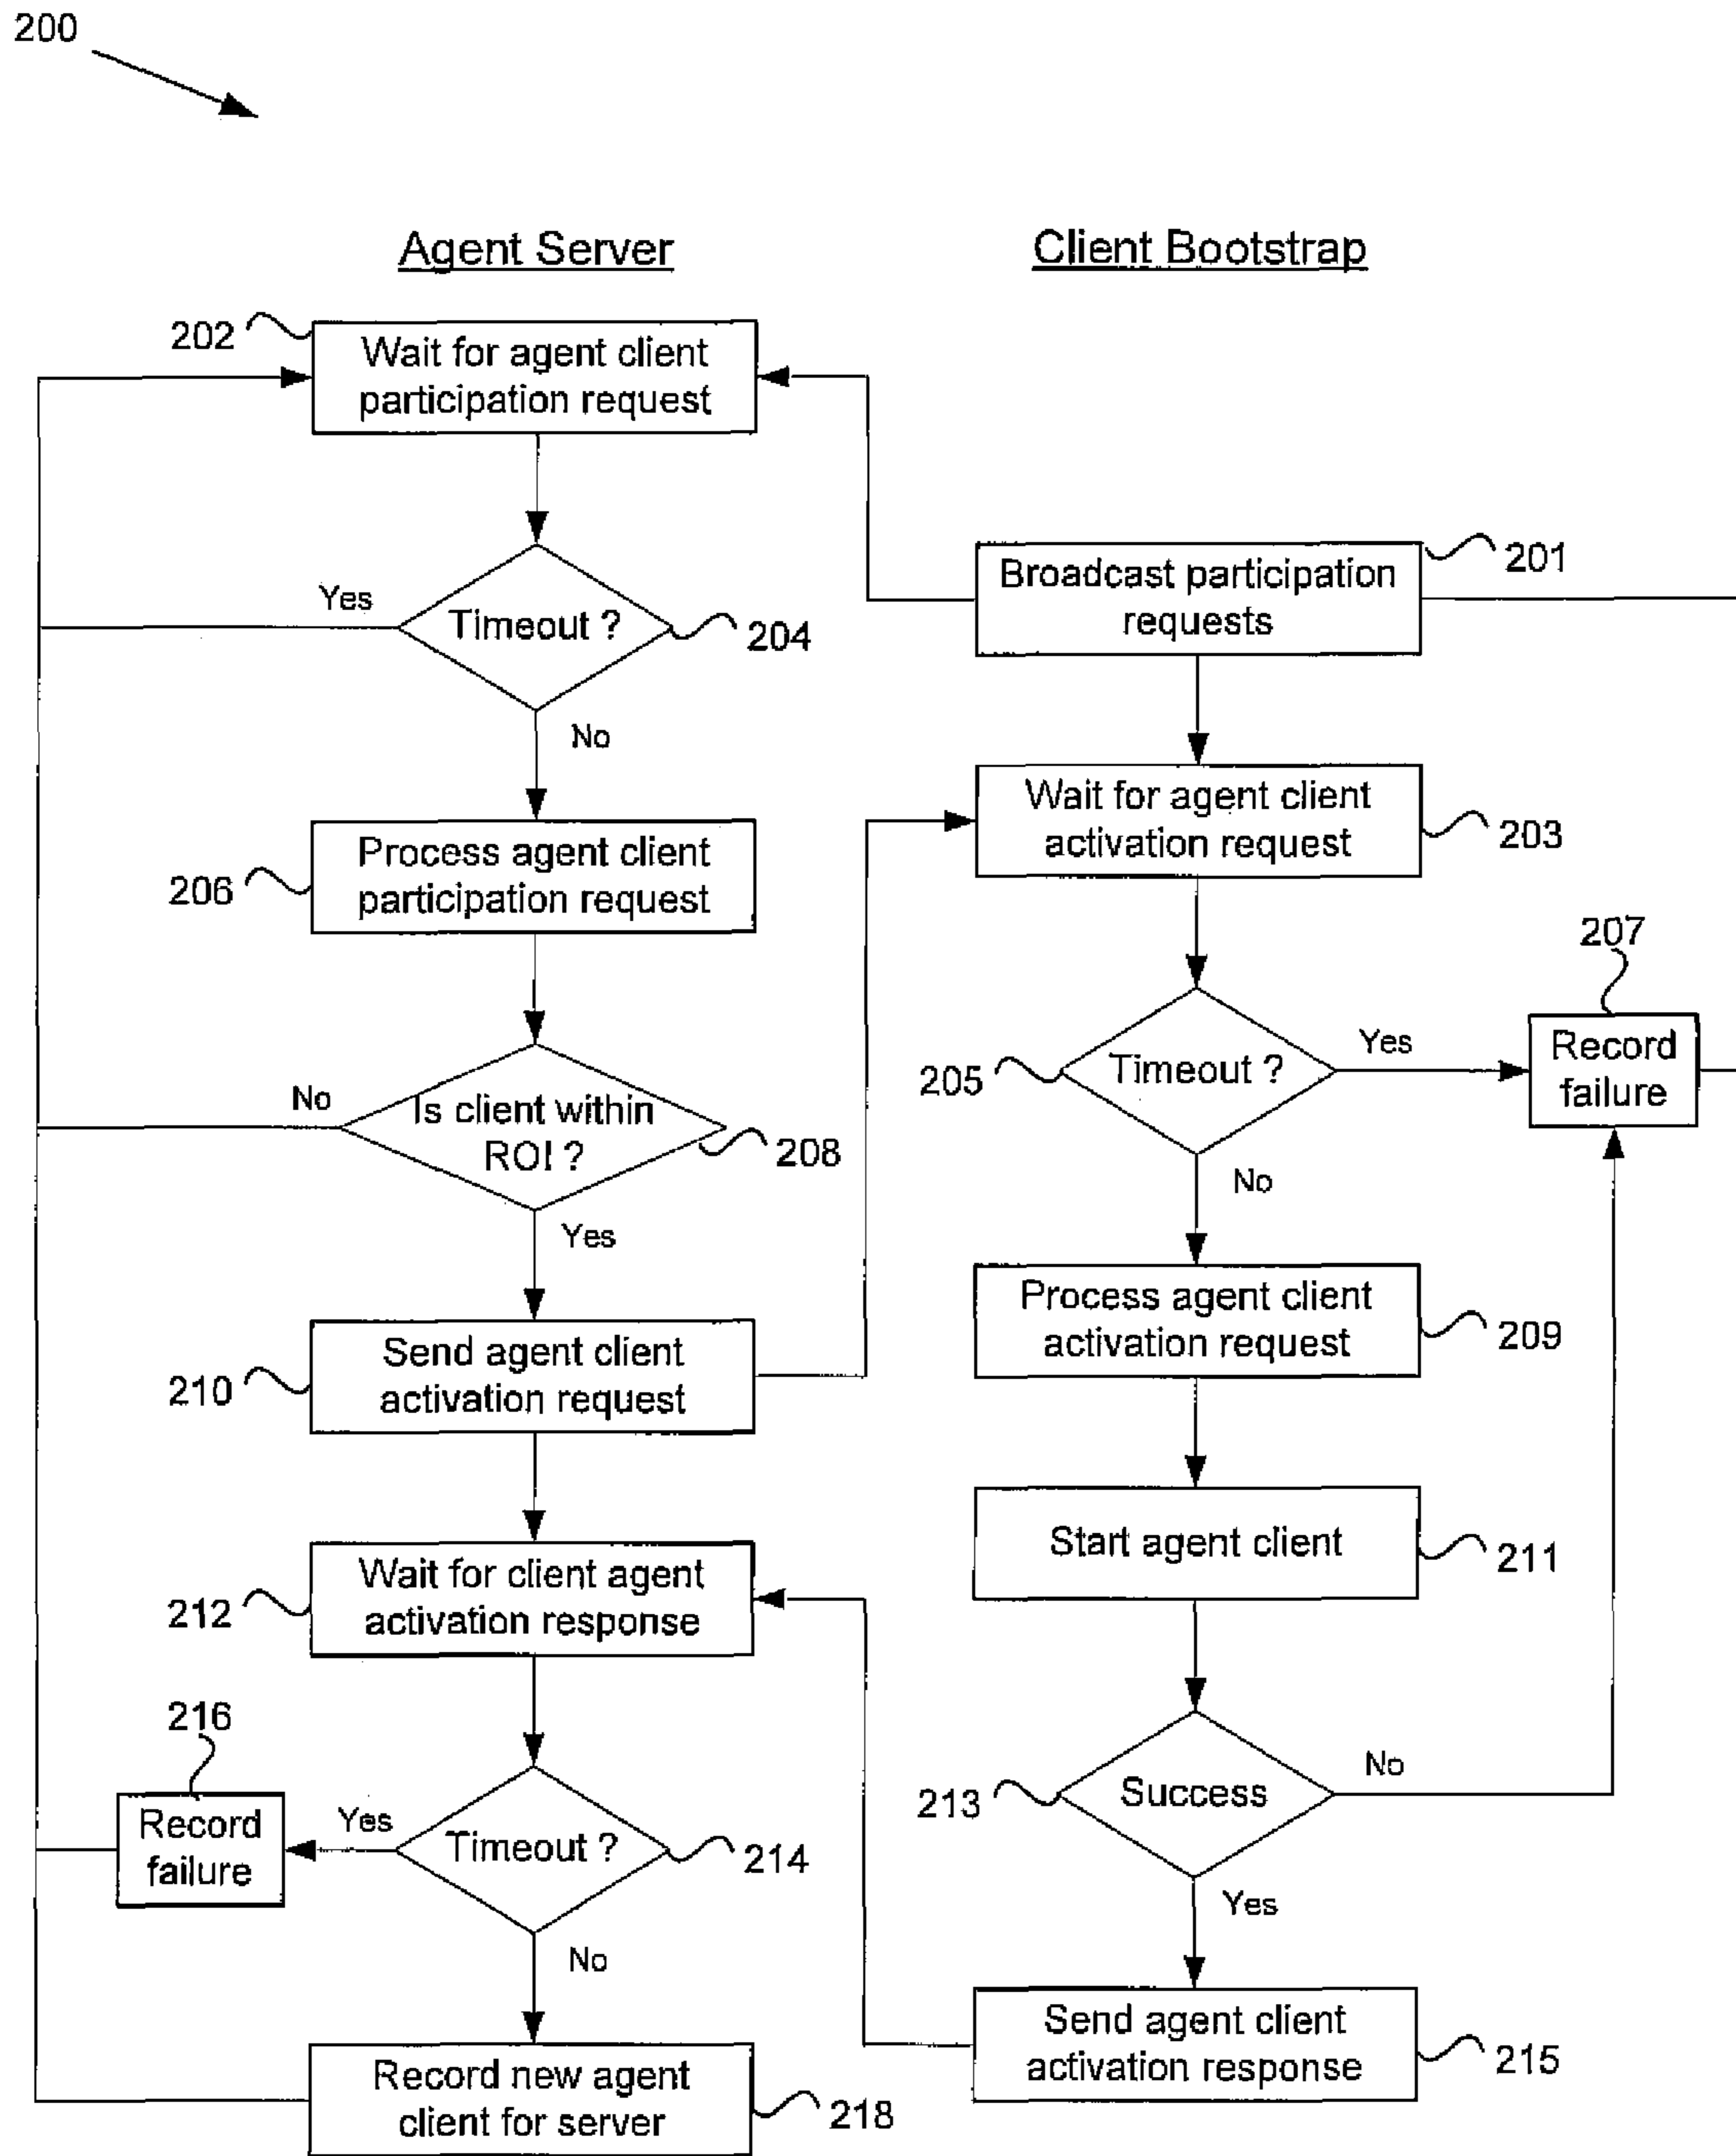 200
Agent Server
Client Bootstrap
202
Wait for agent client
participation request
201
Broadcast participation
requests
Yes
Timeout ?
204
No
Wait for agent client
activation request
203
Process agent client
participation request
206
207
Record
failure
Yes
Timeout ?
205
No
No
Is client within
ROI ?
208
Yes
Process agent client
activation request
209
Send agent client
activation request
210
Start agent client
211
Wait for client agent
activation response
212
216
Record
failure
Yes
Timeout ?
214
No
Success
213
No
Yes
Send agent client
activation response
215
Record new agent
client for server
218